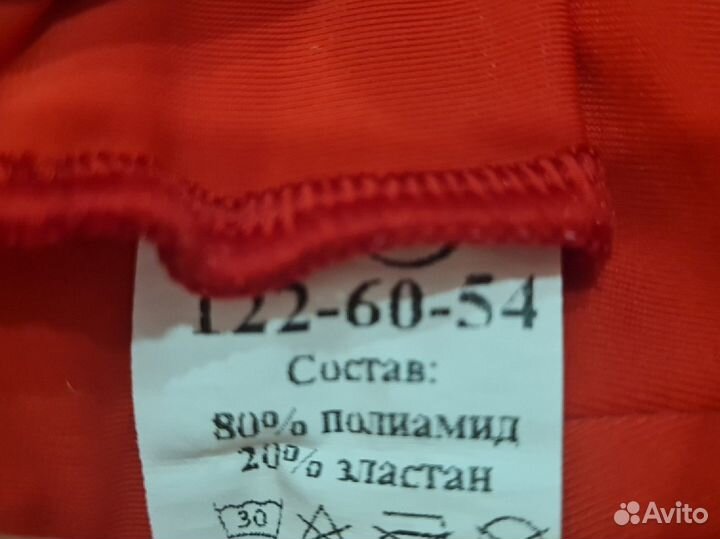 122-60-54
Состав:
80% полиамид
20% эластан
30
Avito